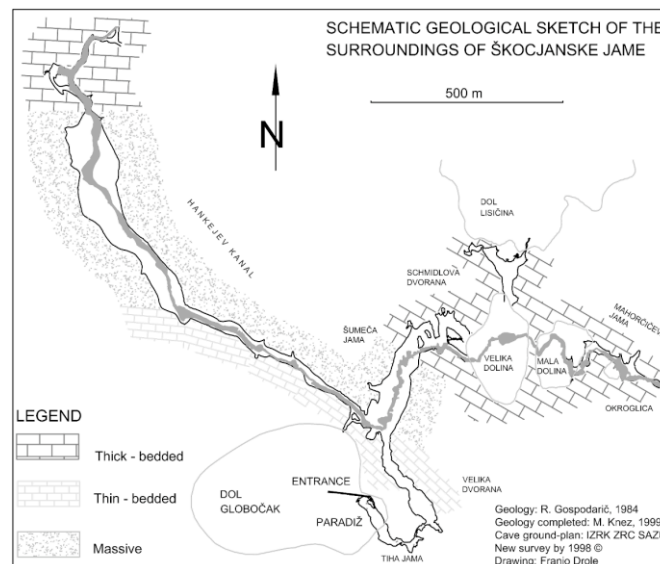 SCHEMATIC GEOLOGICAL SKETCH OF THE
SURROUNDINGS OF ŠKOCJANSKE JAME
500 m
N
HANKEJEV KANAL
DOL
LISIČINA
SCHMIDLOVA
DVORANA
MAHORČIČEV
JAMA
ŠUMEČA
JAMA
VELIKA
DOLINA
MALA
DOLINA
OKROGLICA
LEGEND
Thick - bedded
Thin - bedded
Massive
DOL
GLOBOČAK
ENTRANCE
PARADIŽ
TIHA JAMA
VELIKA
DVORANA
Geology: R. Gospodarič, 1984
Geology completed: M. Knez, 1999
Cave ground-plan: IZRK ZRC SAZU
New survey by 1998 ©
Drawing: Franjo Drole